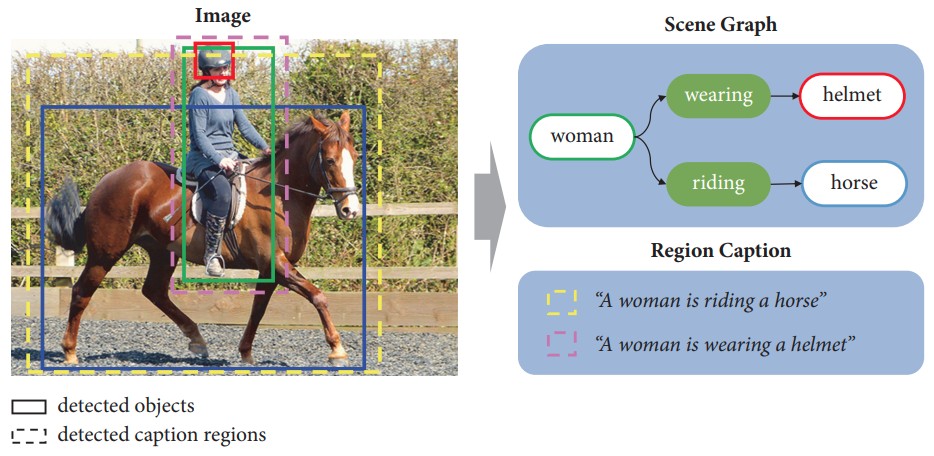 Image
detected objects
detected caption regions
Scene Graph
woman
wearing
helmet
riding
horse
Region Caption
“A woman is riding a horse”
“A woman is wearing a helmet”